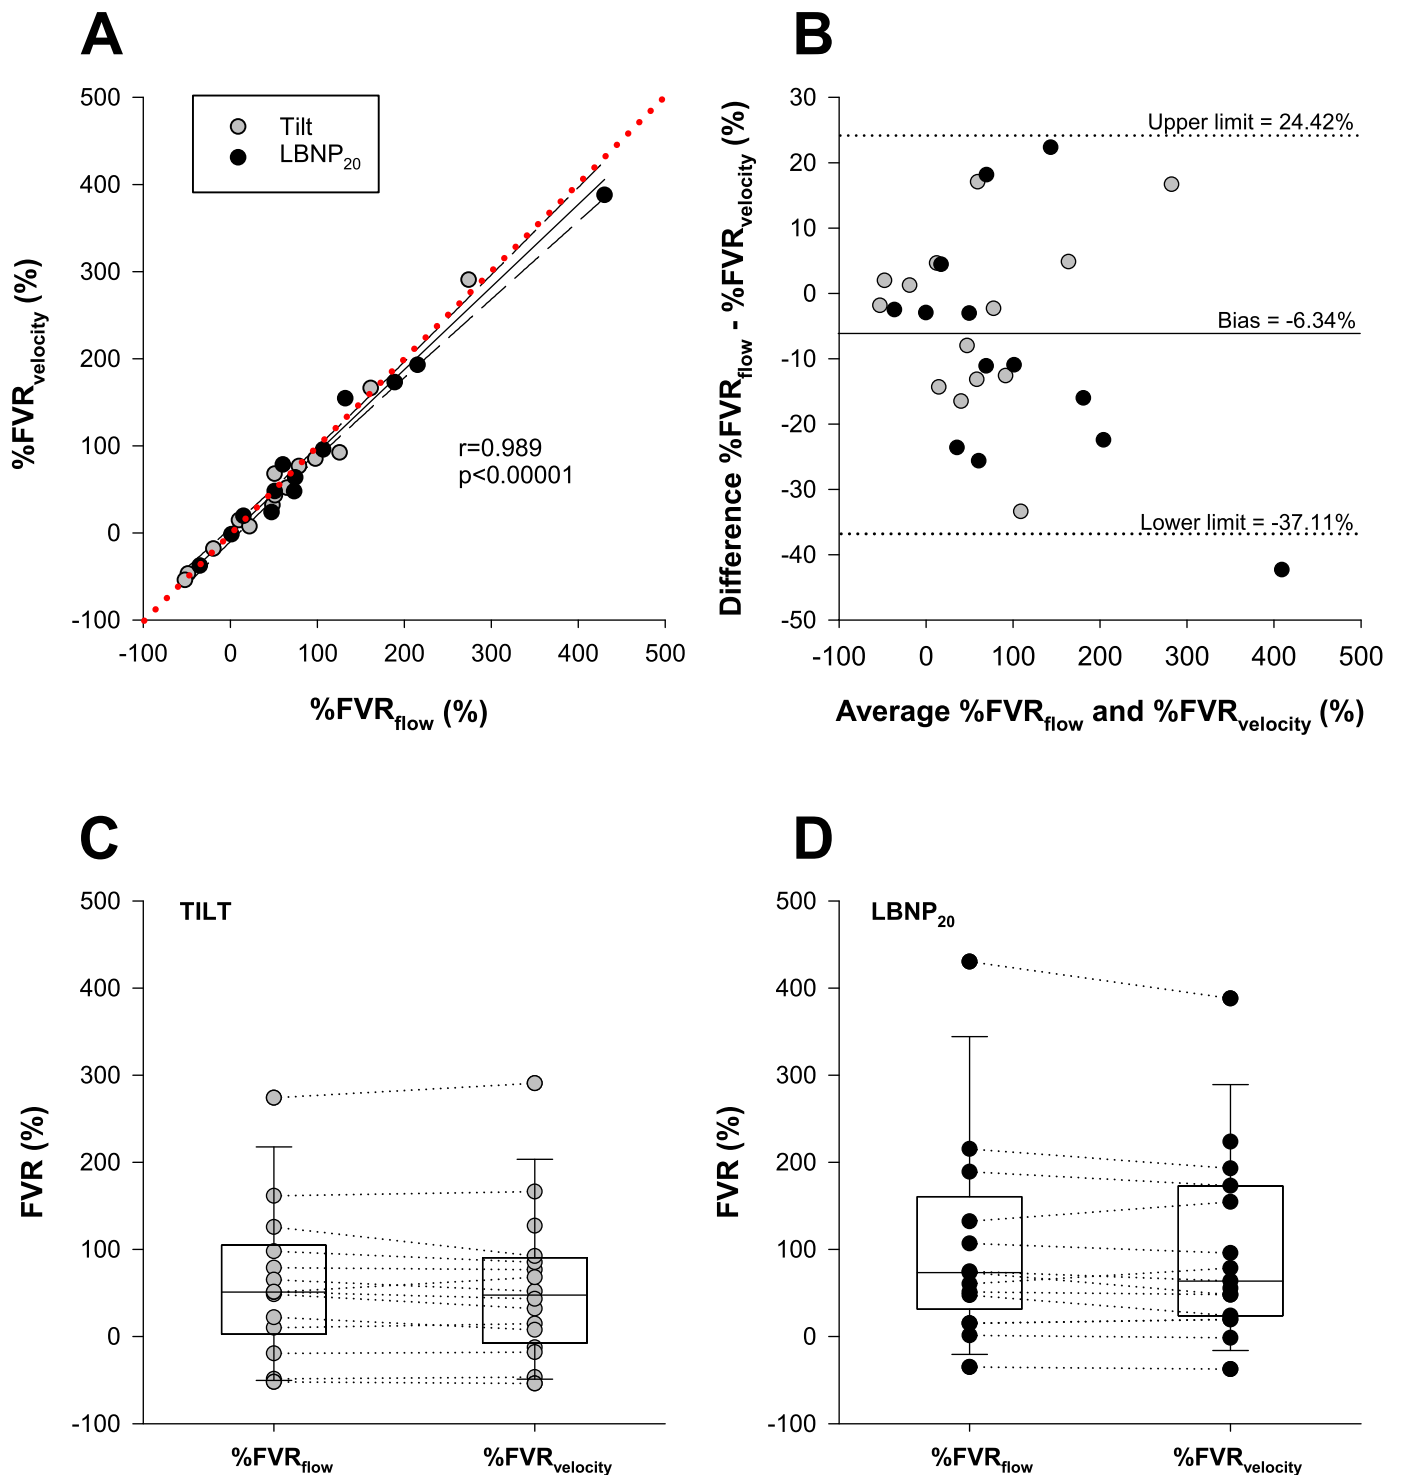 A
%FVRvelocity (%)
500
400
300
200
100
0
-100
Tilt
LBNP20
r=0.989
p<0.00001
-100 0 100 200 300 400 500
%FVRflow (%)
B
Difference %FVRflow - %FVRvelocity (%)
30
20
10
0
-10
-20
-30
-40
-50
Upper limit = 24.42%
Bias = -6.34%
Lower limit = -37.11%
-100 0 100 200 300 400 500
Average %FVRflow and %FVRvelocity (%)
C
FVR (%)
500
400
300
200
100
0
-100
TILT
%FVRflow %FVRvelocity
D
FVR (%)
500
400
300
200
100
0
-100
LBNP20
%FVRflow %FVRvelocity